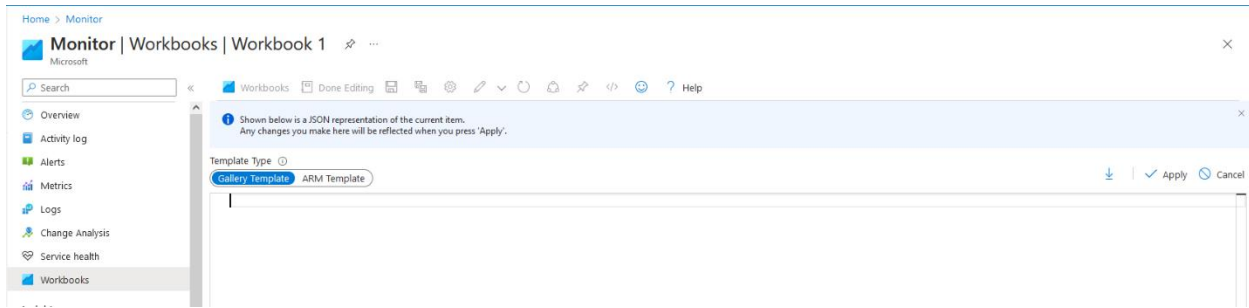 Home > Monitor
Monitor | Workbooks | Workbook 1 ...
Microsoft
Search «
Workbooks Done Editing </> ? Help
Overview
Activity log
Alerts
Metrics
Logs
Change Analysis
Service health
Workbooks
Shown below is a JSON representation of the current item.
Any changes you make here will be reflected when you press 'Apply'.
Template Type
Gallery Template ARM Template
Apply Cancel